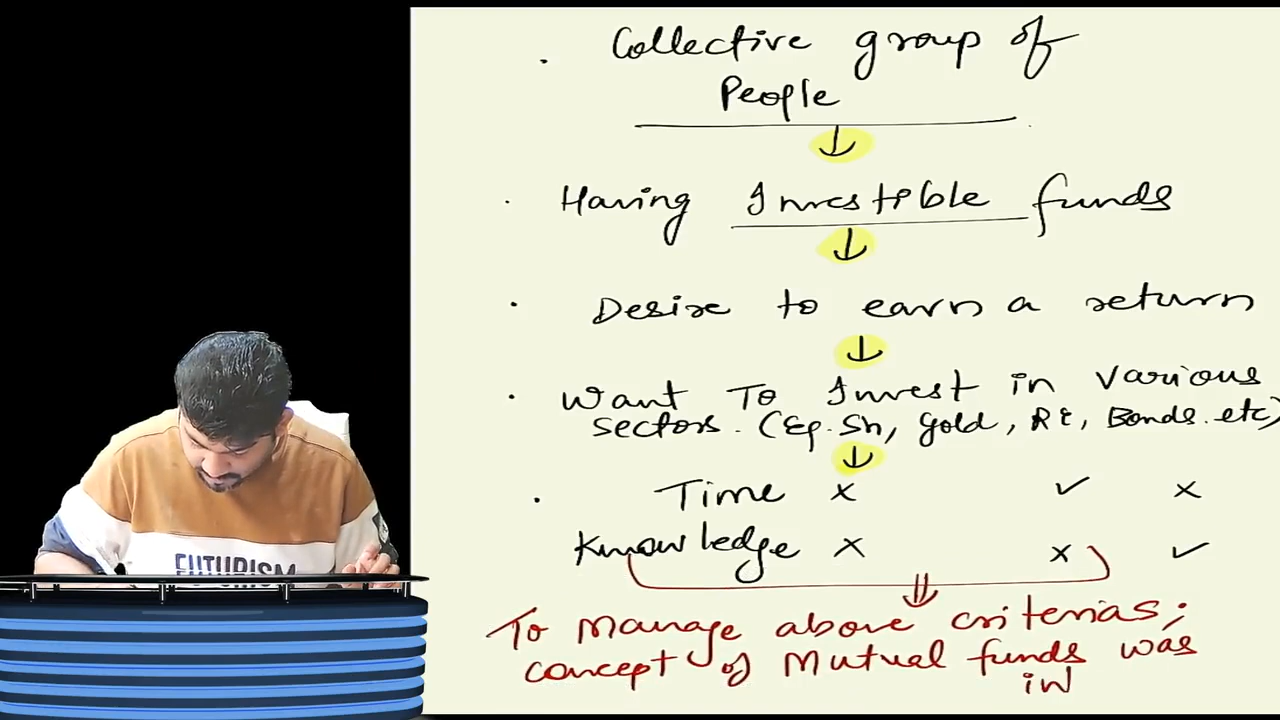 Collective group of
People
Having Investible funds
Desire to earn a return
Want To Invest in various
sectors. (Eq. Sh, Gold, RE, Bonds. etc)
Time x ✓ x
Knowledge x x ✓
To Manage above criterias;
concept of Mutual funds was
in
FUTURISM